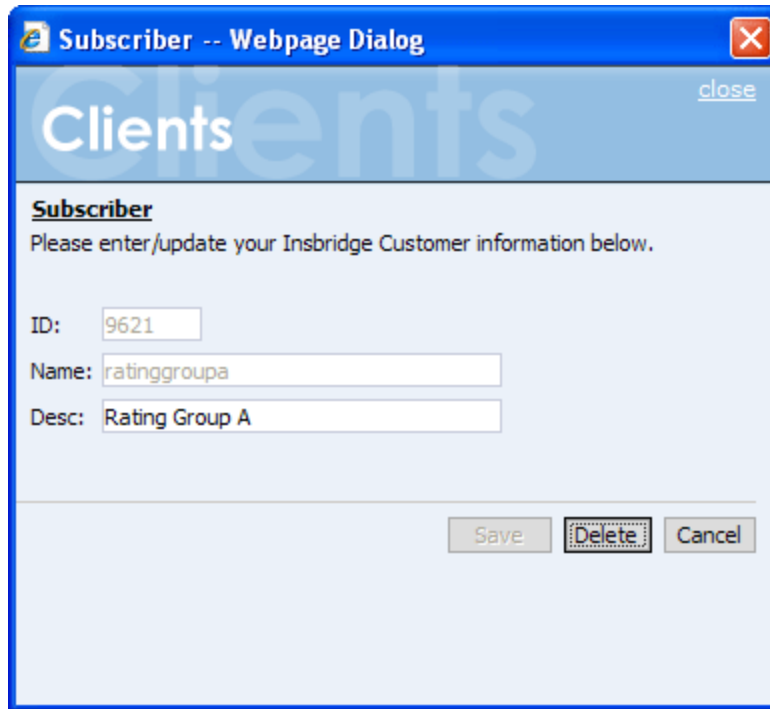 Subscriber -- Webpage Dialog
Clients
close
Clients
Subscriber
Please enter/update your Insbridge Customer information below.
ID: 9621
Name: ratinggroupa
Desc: Rating Group A
Save Delete Cancel